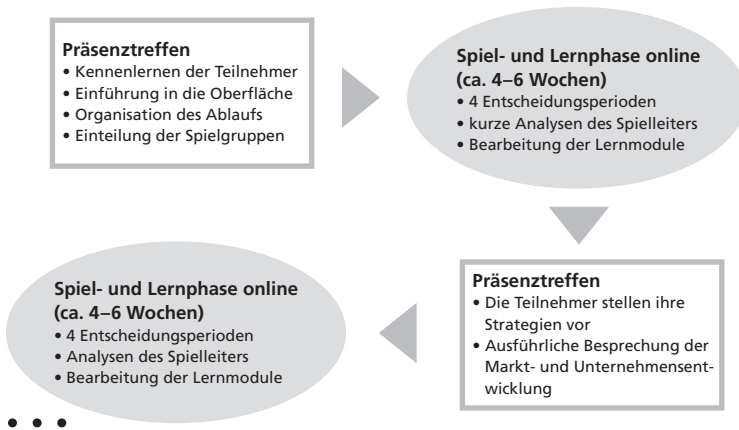 Präsenztreffen
• Kennenlernen der Teilnehmer
• Einführung in die Oberfläche
• Organisation des Ablaufs
• Einteilung der Spielgruppen
Spiel- und Lernphase online
(ca. 4–6 Wochen)
• 4 Entscheidungsperioden
• kurze Analysen des Spielleiters
• Bearbeitung der Lernmodule
Präsenztreffen
• Die Teilnehmer stellen ihre
Strategien vor
• Ausführliche Besprechung der
Markt- und Unternehmensent-
wicklung
Spiel- und Lernphase online
(ca. 4–6 Wochen)
• 4 Entscheidungsperioden
• Analysen des Spielleiters
• Bearbeitung der Lernmodule
• • •